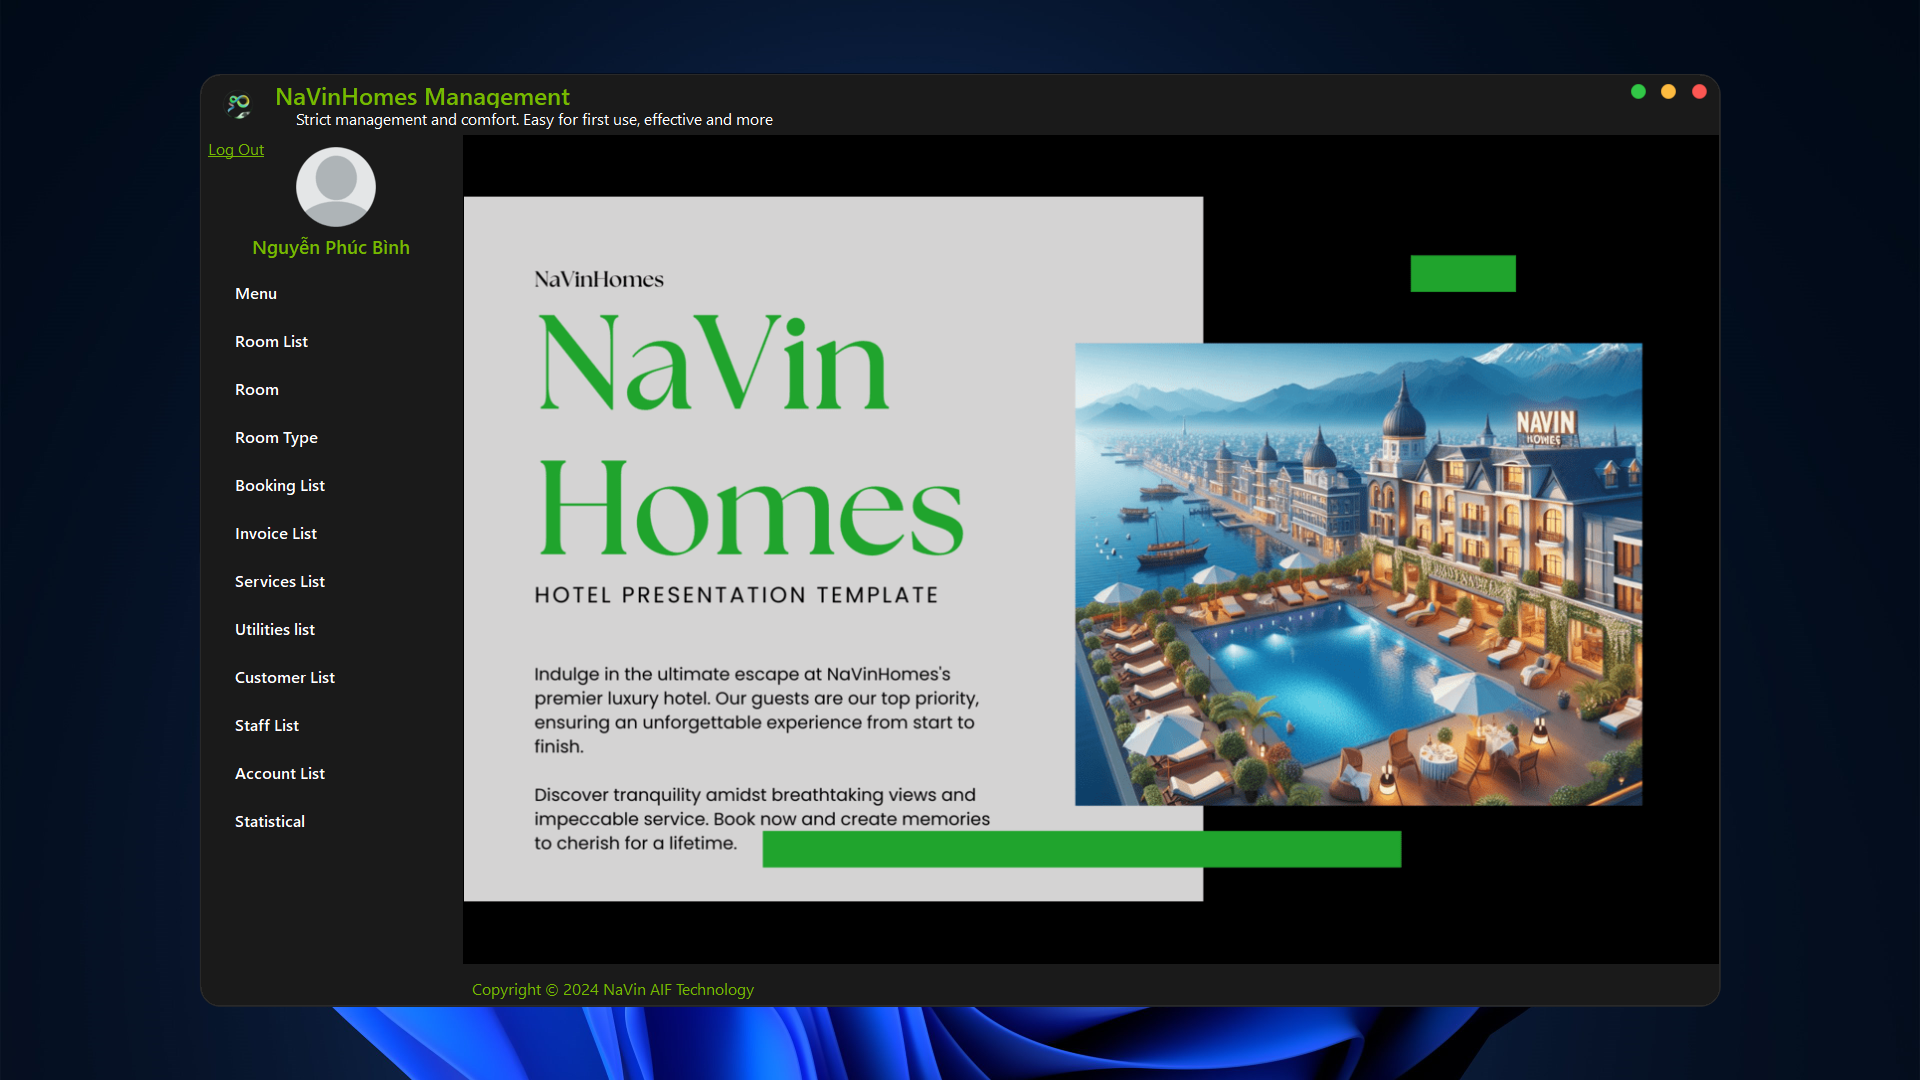 NaVinHomes Management
Strict management and comfort. Easy for first use, effective and more
Log Out
Nguyễn Phúc Bình
Menu
Room List
Room
Room Type
Booking List
Invoice List
Services List
Utilities list
Customer List
Staff List
Account List
Statistical
NaVinHomes
NaVin
Homes
HOTEL PRESENTATION TEMPLATE
Indulge in the ultimate escape at NaVinHomes's
premier luxury hotel. Our guests are our top priority,
ensuring an unforgettable experience from start to
finish.
Discover tranquility amidst breathtaking views and
impeccable service. Book now and create memories
to cherish for a lifetime.
NAVIN
HOMES
Copyright © 2024 NaVin AIF Technology